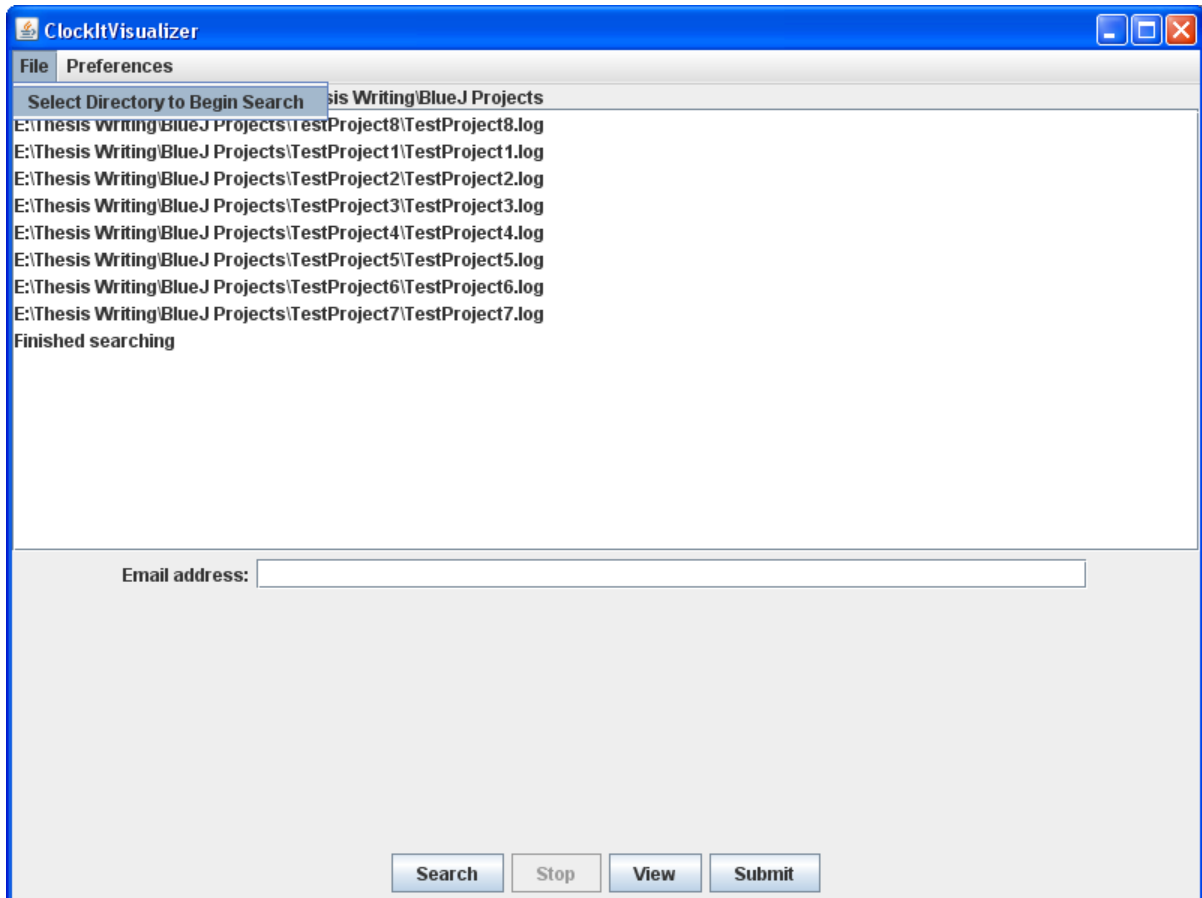 ClockItVisualizer
File Preferences
Select Directory to Begin Search
sis Writing\BlueJ Projects
E:\Thesis Writing\BlueJ Projects\TestProject8\TestProject8.log
E:\Thesis Writing\BlueJ Projects\TestProject1\TestProject1.log
E:\Thesis Writing\BlueJ Projects\TestProject2\TestProject2.log
E:\Thesis Writing\BlueJ Projects\TestProject3\TestProject3.log
E:\Thesis Writing\BlueJ Projects\TestProject4\TestProject4.log
E:\Thesis Writing\BlueJ Projects\TestProject5\TestProject5.log
E:\Thesis Writing\BlueJ Projects\TestProject6\TestProject6.log
E:\Thesis Writing\BlueJ Projects\TestProject7\TestProject7.log
Finished searching
Email address:
Search Stop View Submit